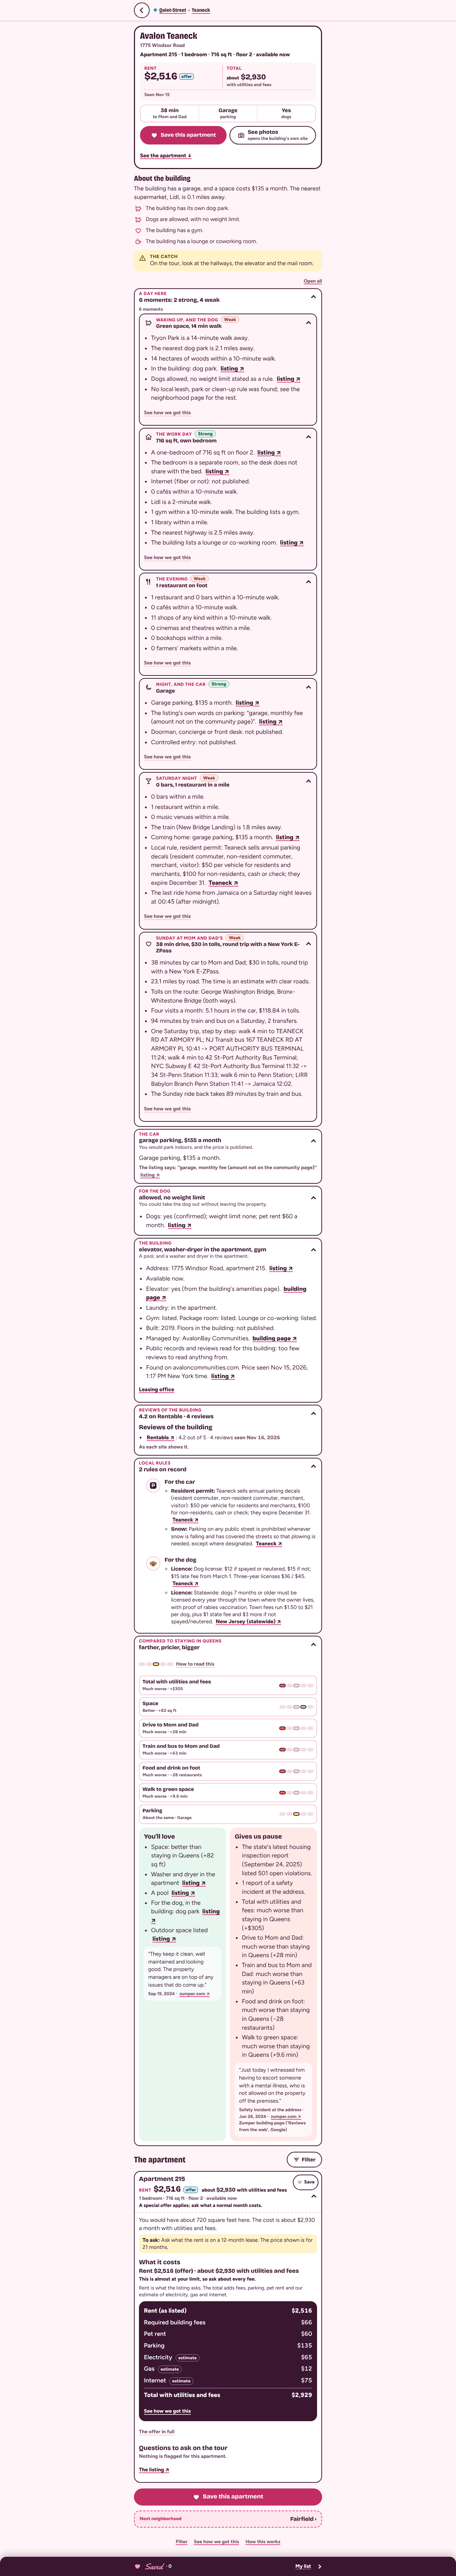 Quiet-Street › Teaneck
Avalon Teaneck
1775 Windsor Road
Apartment 215 · 1 bedroom · 716 sq ft · floor 2 · available now
RENT
$2,516 offer
TOTAL
about $2,930
with utilities and fees
Seen Nov 15
38 min
to Mom and Dad
Garage
parking
Yes
dogs
Save this apartment
See photos
opens the building's own site
See the apartment ↓
About the building
The building has a garage, and a space costs $135 a month. The nearest
supermarket, Lidl, is 0.1 miles away.
The building has its own dog park.
Dogs are allowed, with no weight limit.
The building has a gym.
The building has a lounge or coworking room.
THE CATCH
On the tour, look at the hallways, the elevator and the mail room.
Open all
A DAY HERE
6 moments: 2 strong, 4 weak
6 moments
WAKING UP, AND THE DOG Weak
Green space, 14 min walk
• Tryon Park is a 14-minute walk away.
• The nearest dog park is 2.1 miles away.
• 14 hectares of woods within a 10-minute walk.
• In the building: dog park. listing ↗
• Dogs allowed, no weight limit stated as a rule. listing ↗
• No local leash, park or clean-up rule was found; see the
neighborhood page for the rest.
See how we got this
THE WORK DAY Strong
716 sq ft, own bedroom
• A one-bedroom of 716 sq ft on floor 2. listing ↗
• The bedroom is a separate room, so the desk does not
share with the bed. listing ↗
• Internet (fiber or not): not published.
• 0 cafés within a 10-minute walk.
• Lidl is a 2-minute walk.
• 1 gym within a 10-minute walk. The building lists a gym.
• 1 library within a mile.
• The nearest highway is 2.5 miles away.
• The building lists a lounge or co-working room. listing ↗
See how we got this
THE EVENING Weak
1 restaurant on foot
• 1 restaurant and 0 bars within a 10-minute walk.
• 0 cafés within a 10-minute walk.
• 11 shops of any kind within a 10-minute walk.
• 0 cinemas and theatres within a mile.
• 0 bookshops within a mile.
• 0 farmers' markets within a mile.
See how we got this
NIGHT, AND THE CAR Strong
Garage
• Garage parking, $135 a month. listing ↗
• The listing's own words on parking: "garage, monthly fee
(amount not on the community page)". listing ↗
• Doorman, concierge or front desk: not published.
• Controlled entry: not published.
See how we got this
SATURDAY NIGHT Weak
0 bars, 1 restaurant in a mile
• 0 bars within a mile.
• 1 restaurant within a mile.
• 0 music venues within a mile.
• The train (New Bridge Landing) is 1.8 miles away.
• Coming home: garage parking, $135 a month. listing ↗
• Local rule, resident permit: Teaneck sells annual parking
decals (resident commuter, non-resident commuter,
merchant, visitor): $50 per vehicle for residents and
merchants, $100 for non-residents, cash or check; they
expire December 31. Teaneck ↗
• The last ride home from Jamaica on a Saturday night leaves
at 00:45 (after midnight).
See how we got this
SUNDAY AT MOM AND DAD'S Weak
38 min drive, $30 in tolls, round trip with a New York E-
ZPass
• 38 minutes by car to Mom and Dad; $30 in tolls, round trip
with a New York E-ZPass.
• 23.1 miles by road. The time is an estimate with clear roads.
• Tolls on the route: George Washington Bridge, Bronx-
Whitestone Bridge (both ways).
• Four visits a month: 5.1 hours in the car, $118.84 in tolls.
• 94 minutes by train and bus on a Saturday, 2 transfers.
• One Saturday trip, step by step: walk 4 min to TEANECK
RD AT ARMORY PL; NJ Transit bus 167 TEANECK RD AT
ARMORY PL 10:41 -> PORT AUTHORITY BUS TERMINAL
11:24; walk 4 min to 42 St-Port Authority Bus Terminal;
NYC Subway E 42 St-Port Authority Bus Terminal 11:32 ->
34 St-Penn Station 11:33; walk 6 min to Penn Station; LIRR
Babylon Branch Penn Station 11:41 -> Jamaica 12:02.
• The Sunday ride back takes 89 minutes by train and bus.
See how we got this
THE CAR
garage parking, $135 a month
You would park indoors, and the price is published.
Garage parking, $135 a month.
The listing says: "garage, monthly fee (amount not on the community page)"
listing ↗
FOR THE DOG
allowed, no weight limit
You could take the dog out without leaving the property.
• Dogs: yes (confirmed); weight limit none; pet rent $60 a
month. listing ↗
THE BUILDING
elevator, washer-dryer in the apartment, gym
A pool, and a washer and dryer in the apartment.
• Address: 1775 Windsor Road, apartment 215. listing ↗
• Available now.
• Elevator: yes (from the building's amenities page). building
page ↗
• Laundry: in the apartment.
• Gym: listed. Package room: listed. Lounge or co-working: listed.
• Built: 2019. Floors in the building: not published.
• Managed by: AvalonBay Communities. building page ↗
• Public records and reviews read for this building: too few
reviews to read anything from.
• Found on avaloncommunities.com. Price seen Nov 15, 2026,
1:17 PM New York time. listing ↗
Leasing office
REVIEWS OF THE BUILDING
4.2 on Rentable · 4 reviews
Reviews of the building
• Rentable ↗ : 4.2 out of 5 · 4 reviews seen Nov 16, 2026
As each site shows it.
LOCAL RULES
2 rules on record
For the car
Resident permit: Teaneck sells annual parking decals
(resident commuter, non-resident commuter, merchant,
visitor): $50 per vehicle for residents and merchants, $100
for non-residents, cash or check; they expire December 31.
Teaneck ↗
Snow: Parking on any public street is prohibited whenever
snow is falling and has covered the streets so that plowing is
needed, except where designated. Teaneck ↗
For the dog
Licence: Dog license: $12 if spayed or neutered, $15 if not;
$15 late fee from March 1. Three-year licenses $36 / $45.
Teaneck ↗
Licence: Statewide: dogs 7 months or older must be
licensed every year through the town where the owner lives,
with proof of rabies vaccination. Town fees run $1.50 to $21
per dog, plus $1 state fee and $3 more if not
spayed/neutered. New Jersey (statewide) ↗
COMPARED TO STAYING IN QUEENS
farther, pricier, bigger
How to read this
Total with utilities and fees
Much worse · +$305
Space
Better · +82 sq ft
Drive to Mom and Dad
Much worse · +28 min
Train and bus to Mom and Dad
Much worse · +63 min
Food and drink on foot
Much worse · −28 restaurants
Walk to green space
Much worse · +9.6 min
Parking
About the same · Garage
You'll love
• Space: better than
staying in Queens (+82
sq ft)
• Washer and dryer in the
apartment listing ↗
• A pool listing ↗
• For the dog, in the
building: dog park listing
↗
• Outdoor space listed
listing ↗
"They keep it clean, well
maintained and looking
good. The property
managers are on top of any
issues that do come up."
Sep 19, 2024 · zumper.com ↗
Gives us pause
• The state's latest housing
inspection report
(September 24, 2025)
listed 501 open violations.
• 1 report of a safety
incident at the address.
• Total with utilities and
fees: much worse than
staying in Queens
(+$305)
• Drive to Mom and Dad:
much worse than staying
in Queens (+28 min)
• Train and bus to Mom and
Dad: much worse than
staying in Queens (+63
min)
• Food and drink on foot:
much worse than staying
in Queens (−28
restaurants)
• Walk to green space:
much worse than staying
in Queens (+9.6 min)
"Just today I witnessed him
having to escort someone
with a mental illness, who is
not allowed on the property
off the premises."
Safety incident at the address ·
Jun 26, 2024 · zumper.com ↗
Zumper building page ('Reviews
from the web', Google)
The apartment
Filter
Apartment 215
Save
RENT $2,516 offer about $2,930 with utilities and fees
1 bedroom · 716 sq ft · floor 2 · available now
A special offer applies; ask what a normal month costs.
You would have about 720 square feet here. The cost is about $2,930
a month with utilities and fees.
To ask: Ask what the rent is on a 12-month lease. The price shown is for
21 months.
What it costs
Rent $2,516 (offer) · about $2,930 with utilities and fees
This is almost at your limit, so ask about every fee.
Rent is what the listing asks. The total adds fees, parking, pet rent and our
estimate of electricity, gas and internet.
Rent (as listed) $2,516
Required building fees $66
Pet rent $60
Parking $135
Electricity estimate $65
Gas estimate $12
Internet estimate $75
Total with utilities and fees $2,929
See how we got this
The offer in full
Questions to ask on the tour
Nothing is flagged for this apartment.
The listing ↗
Save this apartment
Next neighborhood Fairfield ›
Filter See how we got this How this works
Saved · 0 My list